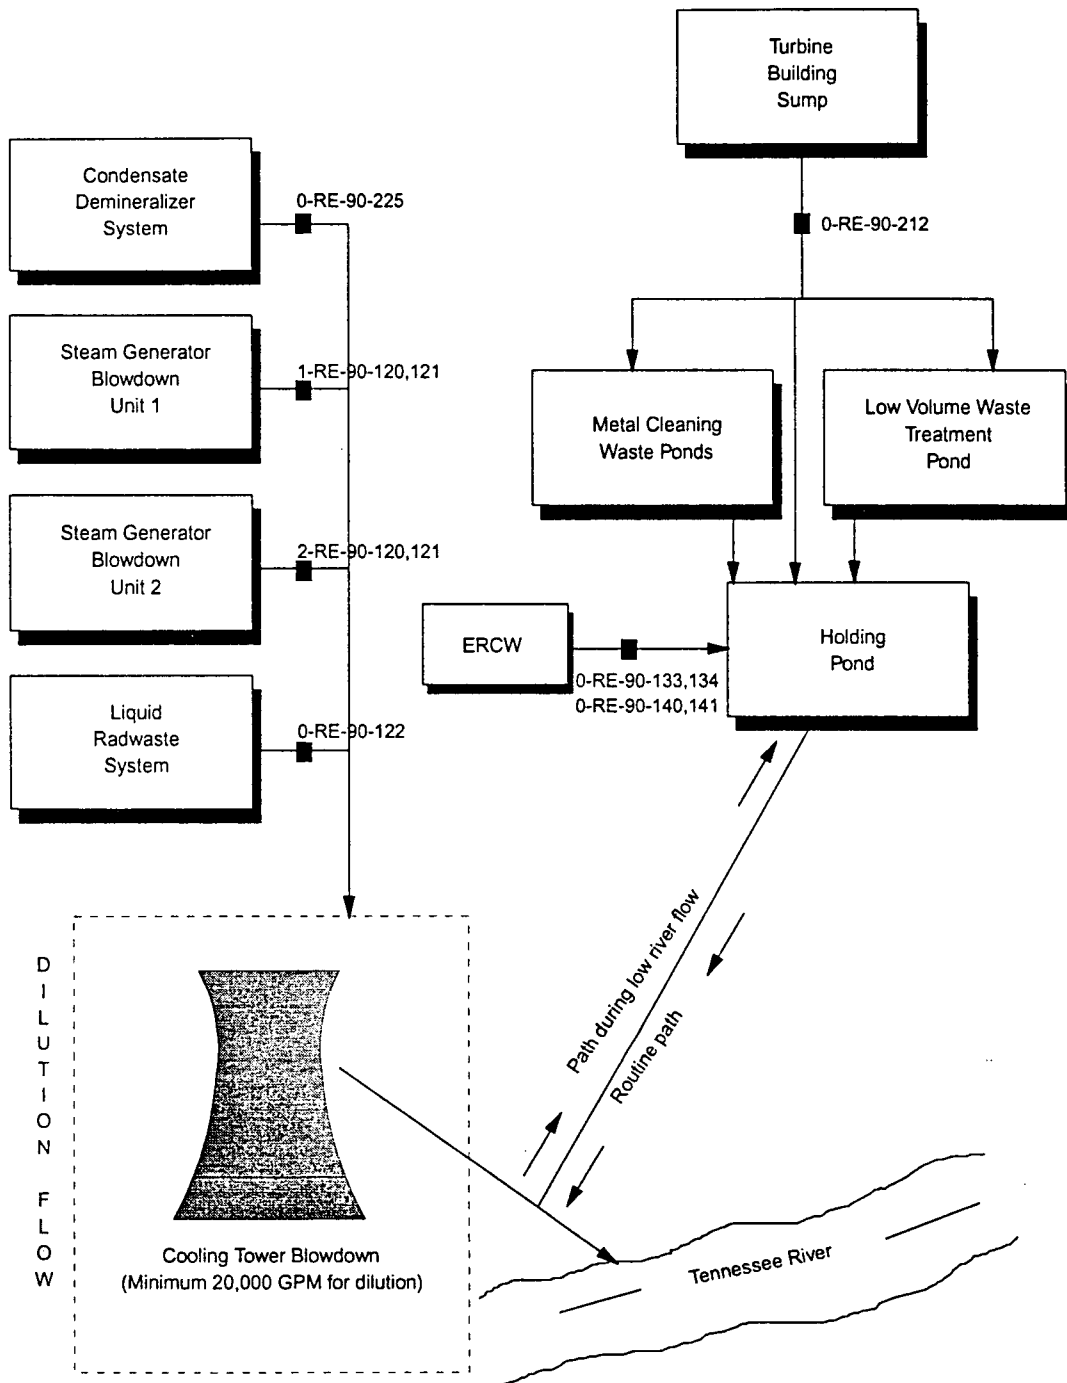 Turbine
Building
Sump
0-RE-90-212
Condensate
Demineralizer
System
0-RE-90-225
Steam Generator
Blowdown
Unit 1
1-RE-90-120,121
Steam Generator
Blowdown
Unit 2
2-RE-90-120,121
Liquid
Radwaste
System
0-RE-90-122
Metal Cleaning
Waste Ponds
Low Volume Waste
Treatment
Pond
ERCW
0-RE-90-133,134
0-RE-90-140,141
Holding
Pond
Path during low river flow
Routine path
DILUTION FLOW
Cooling Tower Blowdown
(Minimum 20,000 GPM for dilution)
Tennessee River